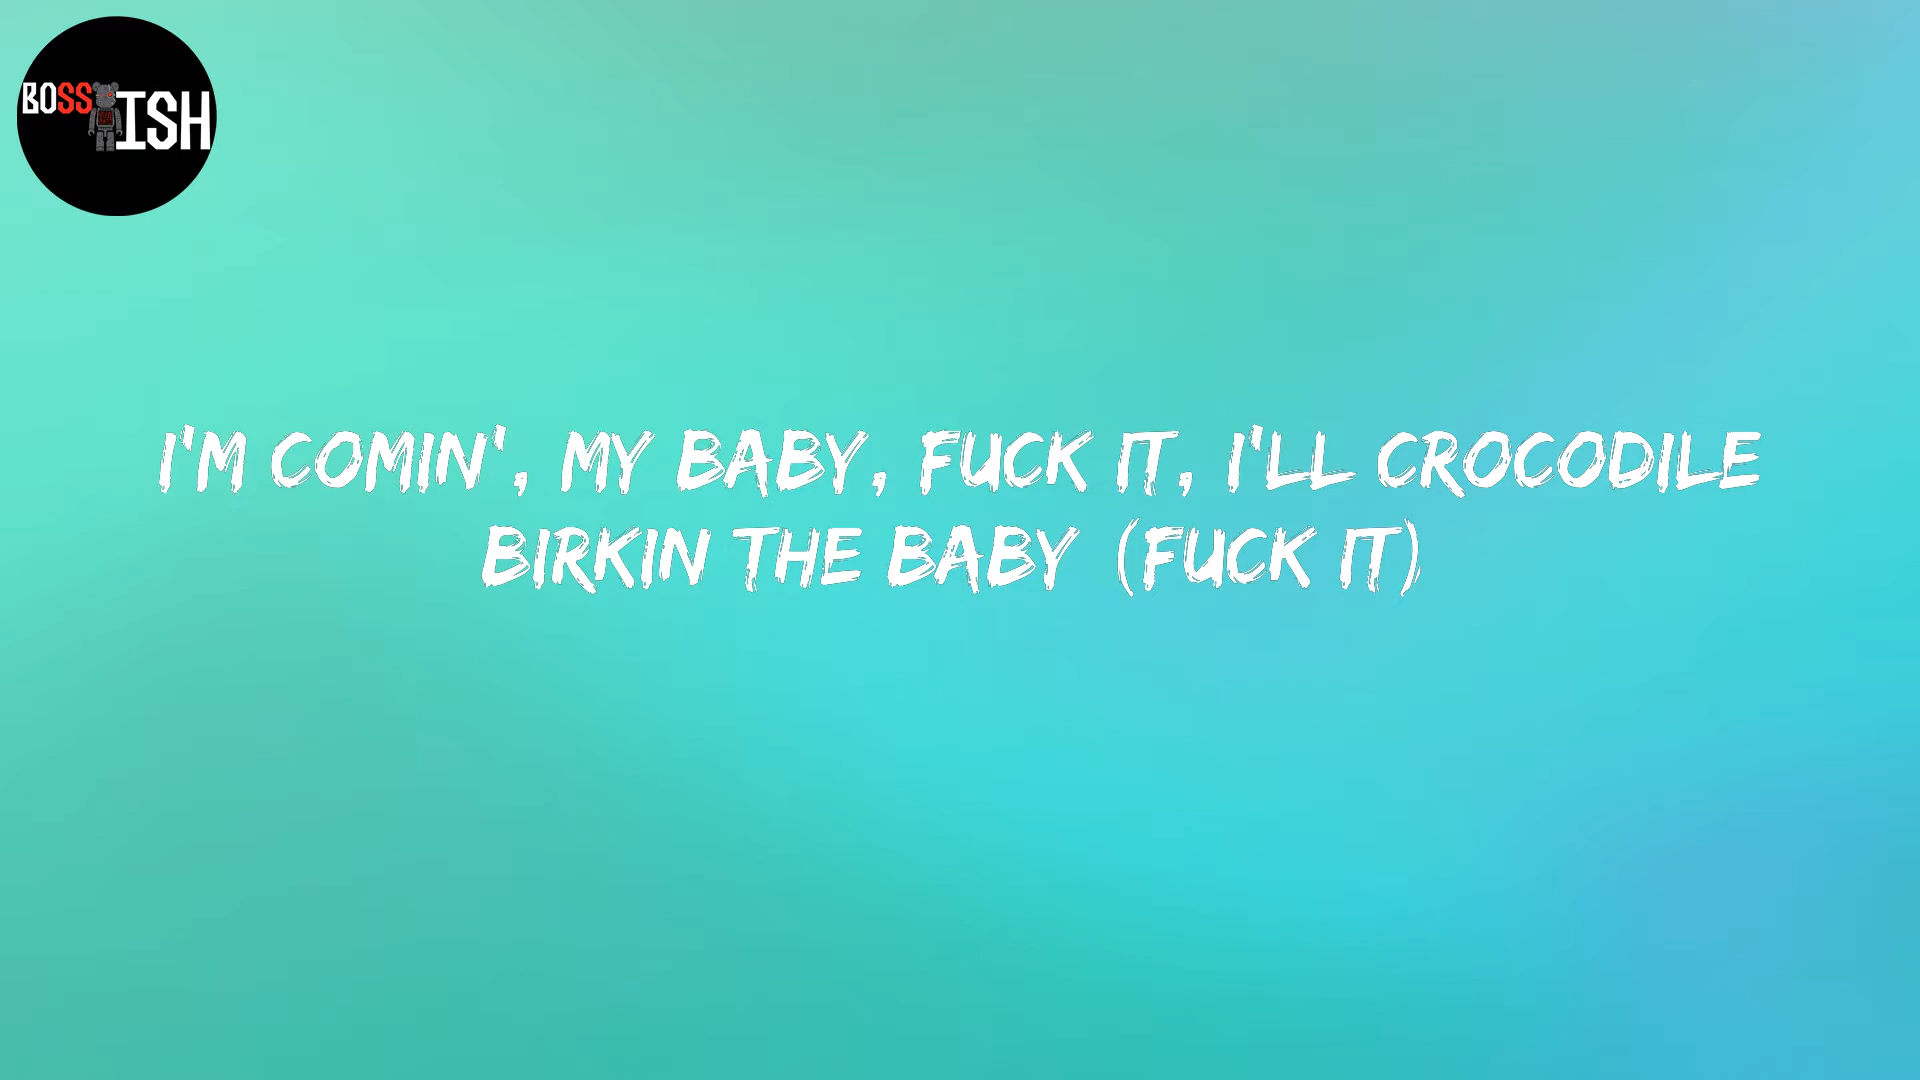 BOSS ISH
I'M COMIN', MY BABY, FUCK IT, I'LL CROCODILE
BIRKIN THE BABY (FUCK IT)